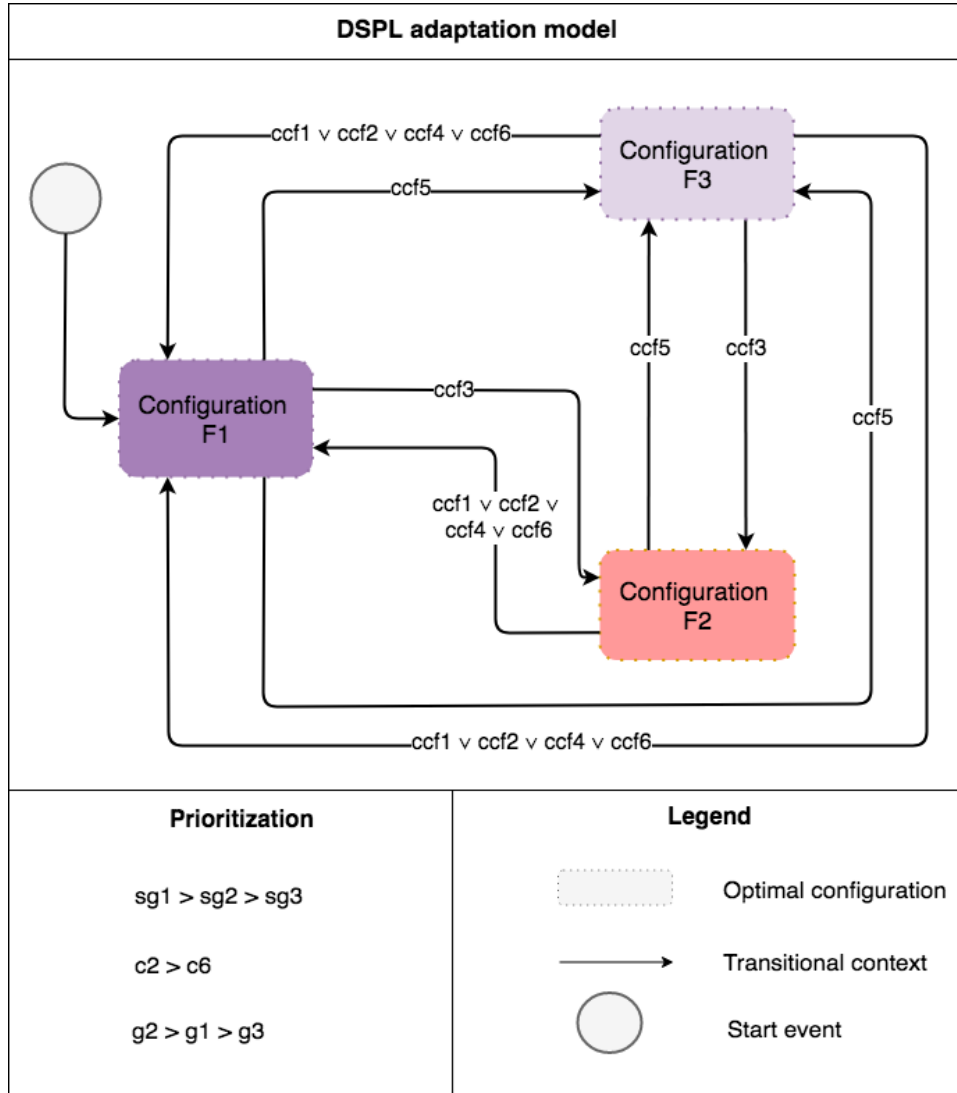 DSPL adaptation model
ccf1 ∨ ccf2 ∨ ccf4 ∨ ccf6
Configuration
F3
ccf5
ccf5
ccf3
Configuration
F1
ccf3
ccf5
ccf1 ∨ ccf2 ∨
ccf4 ∨ ccf6
Configuration
F2
ccf1 ∨ ccf2 ∨ ccf4 ∨ ccf6
Prioritization
sg1 > sg2 > sg3
c2 > c6
g2 > g1 > g3
Legend
Optimal configuration
Transitional context
Start event